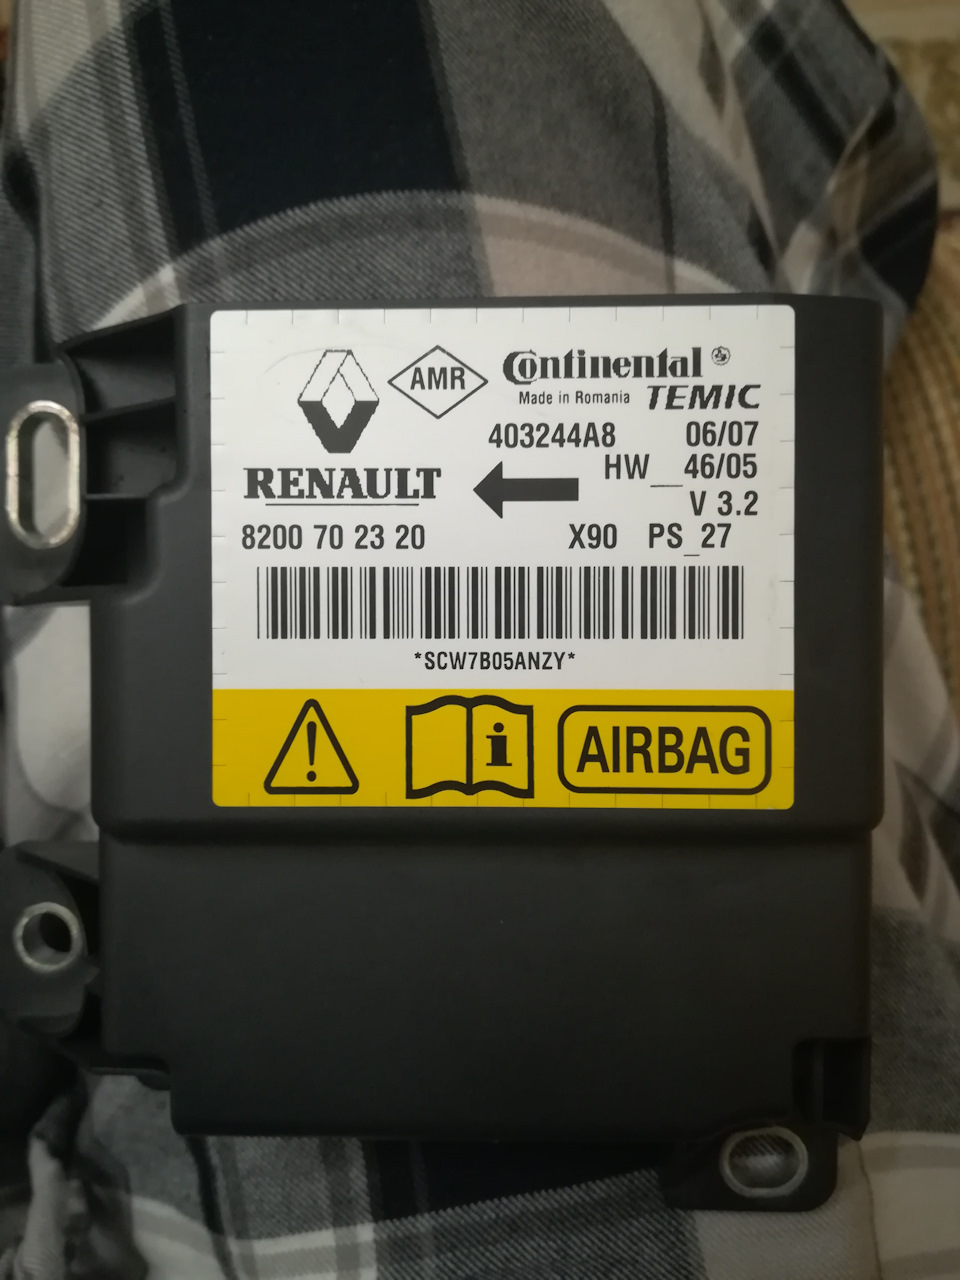 AMR
Continental
Made in Romania TEMIC
403244A8 06/07
HW__46/05
RENAULT
V 3.2
8200 70 23 20 X90 PS_27
*SCW7B05ANZY*
i
AIRBAG